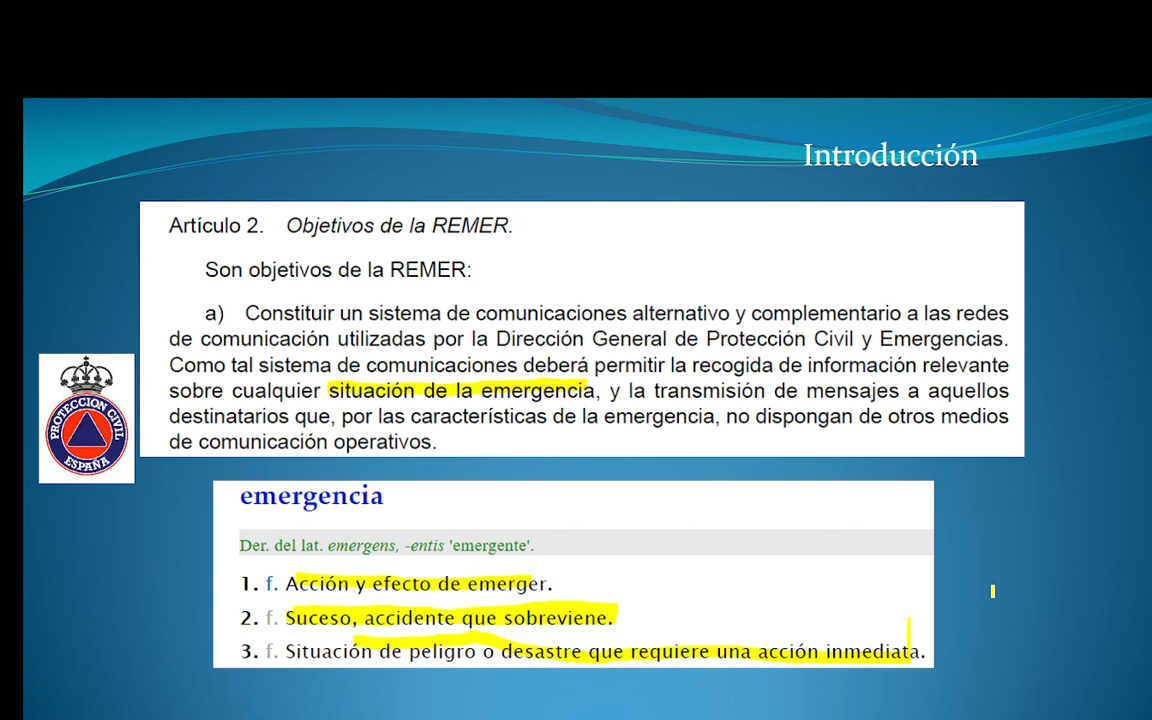 Introducción
Artículo 2. Objetivos de la REMER.
Son objetivos de la REMER:
a) Constituir un sistema de comunicaciones alternativo y complementario a las redes
de comunicación utilizadas por la Dirección General de Protección Civil y Emergencias.
Como tal sistema de comunicaciones deberá permitir la recogida de información relevante
sobre cualquier situación de la emergencia, y la transmisión de mensajes a aquellos
destinatarios que, por las características de la emergencia, no dispongan de otros medios
de comunicación operativos.
PROTECCION CIVIL
ESPAÑA
emergencia
Der. del lat. emergens, -entis 'emergente'.
1. f. Acción y efecto de emerger.
2. f. Suceso, accidente que sobreviene.
3. f. Situación de peligro o desastre que requiere una acción inmediata.